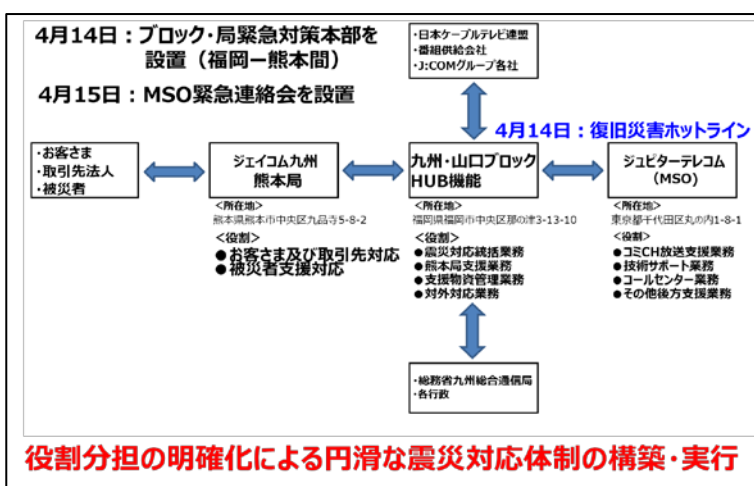 4月14日：ブロック・局緊急対策本部を
設置（福岡ー熊本間）
4月15日：MSO緊急連絡会を設置
・日本ケーブルテレビ連盟
・番組供給会社
・J:COMグループ各社
4月14日：復旧災害ホットライン
・お客さま
・取引先法人
・被災者
ジェイコム九州
熊本局
九州・山口ブロック
HUB機能
ジュピターテレコム
（MSO）
＜所在地＞
熊本県熊本市中央区九品寺5-8-2
＜役割＞
●お客さま及び取引先対応
●被災者支援対応
＜所在地＞
福岡県福岡市中央区那の津3-13-10
＜役割＞
●震災対応統括業務
●熊本局支援業務
●支援物資管理業務
●対外対応業務
＜所在地＞
東京都千代田区丸の内1-8-1
＜役割＞
●コミCH放送支援業務
●技術サポート業務
●コールセンター業務
●その他後方支援業務
・総務省九州総合通信局
・各行政
役割分担の明確化による円滑な震災対応体制の構築・実行